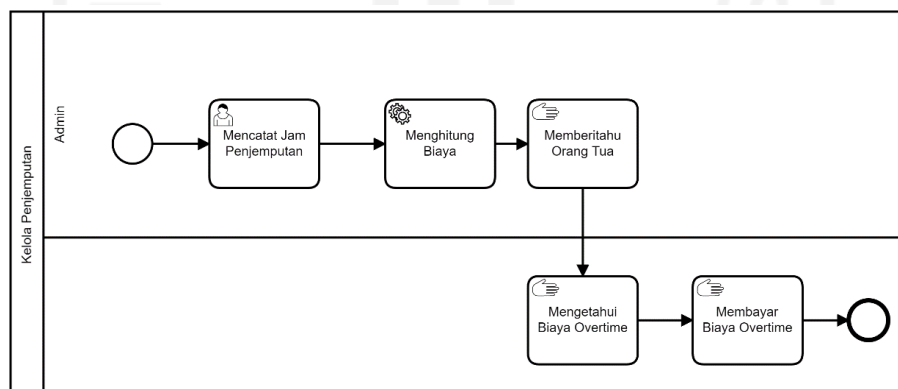 Kelola Penjemputan
Admin
Mencatat Jam
Penjemputan
Menghitung
Biaya
Memberitahu
Orang Tua
Mengetahui
Biaya Overtime
Membayar
Biaya Overtime